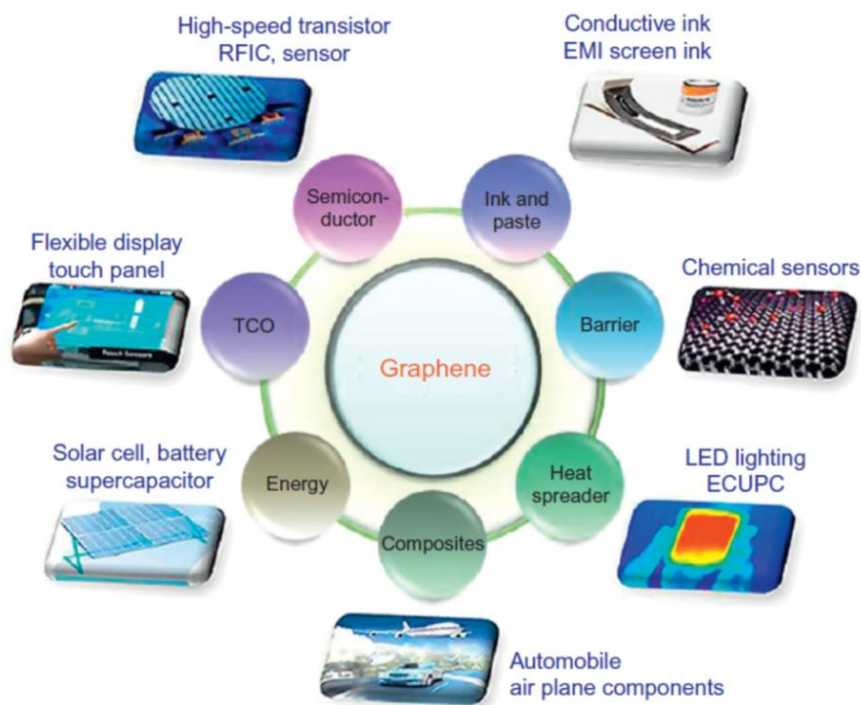 High-speed transistor
RFIC, sensor
Conductive ink
EMI screen ink
Semicon-
ductor
Ink and
paste
Flexible display
touch panel
Chemical sensors
TCO
Barrier
Touch Sensors
Graphene
Solar cell, battery
supercapacitor
LED lighting
ECUPC
Energy
Heat
spreader
Composites
Automobile
air plane components